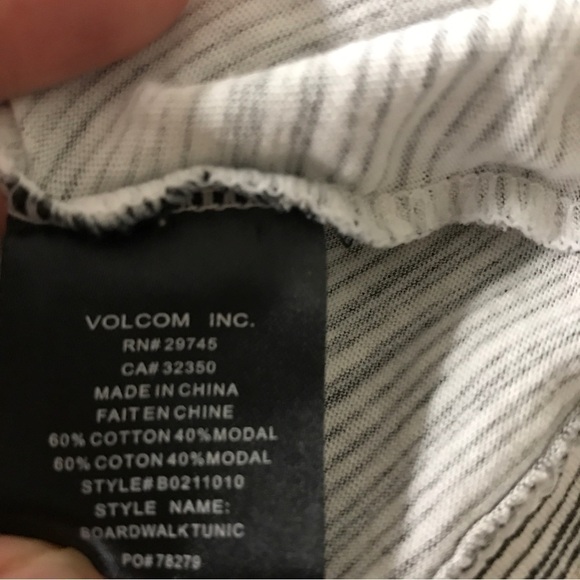 VOLCOM INC.
RN# 29745
CA# 32350
MADE IN CHINA
FAIT EN CHINE
60% COTTON 40% MODAL
60% COTON 40% MODAL
STYLE# B0211010
STYLE NAME:
BOARDWALK TUNIC
PO# 78279